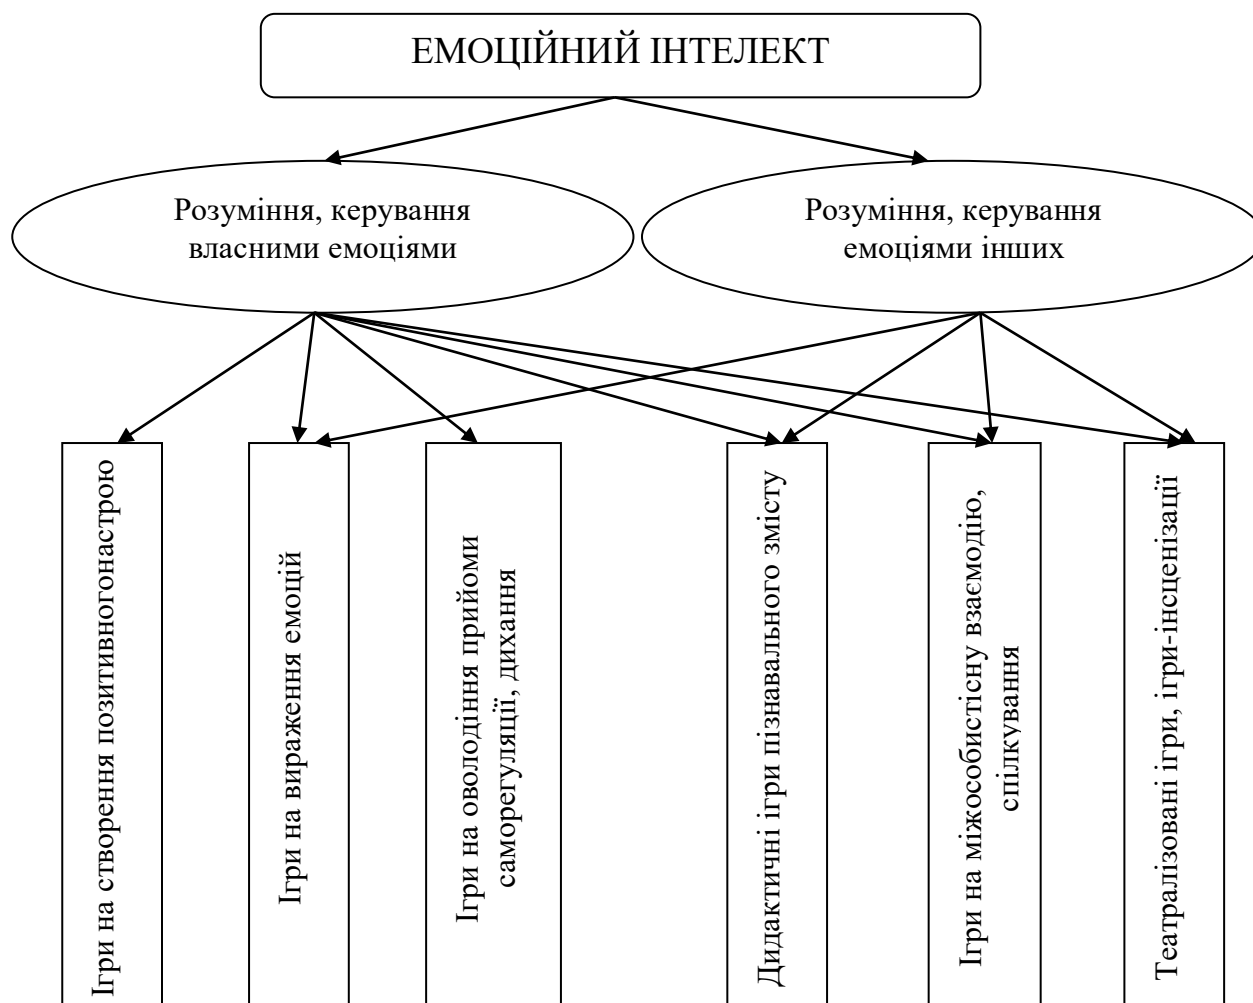 ЕМОЦІЙНИЙ ІНТЕЛЕКТ
Розуміння, керування
власними емоціями
Розуміння, керування
емоціями інших
Ігри на створення позитивногонастрою
Ігри на вираження емоцій
Ігри на оволодіння прийоми
саморегуляції, дихання
Дидактичні ігри пізнавального змісту
Ігри на міжособистісну взаємодію,
спілкування
Театралізовані ігри, ігри-інсценізації